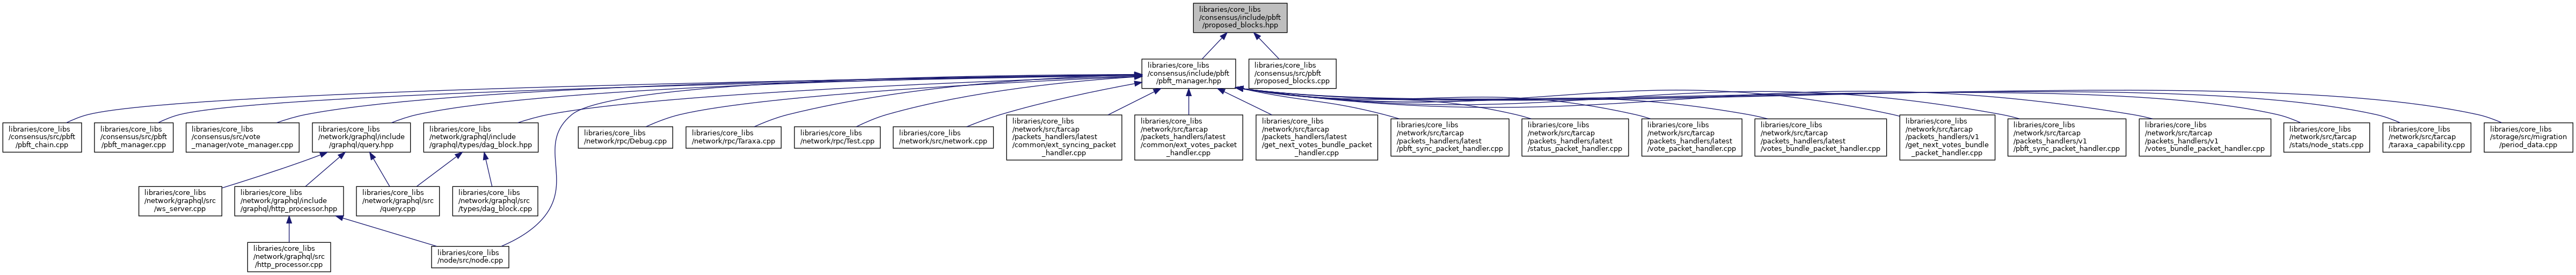 libraries/core_libs
/consensus/include/pbft
/proposed_blocks.hpp
libraries/core_libs
/consensus/include/pbft
/pbft_manager.hpp
libraries/core_libs
/consensus/src/pbft
/proposed_blocks.cpp
libraries/core_libs
/consensus/src/pbft
/pbft_chain.cpp
libraries/core_libs
/consensus/src/pbft
/pbft_manager.cpp
libraries/core_libs
/consensus/src/vote
_manager/vote_manager.cpp
libraries/core_libs
/network/graphql/include
/graphql/query.hpp
libraries/core_libs
/network/graphql/include
/graphql/types/dag_block.hpp
libraries/core_libs
/network/rpc/Debug.cpp
libraries/core_libs
/network/rpc/Taraxa.cpp
libraries/core_libs
/network/rpc/Test.cpp
libraries/core_libs
/network/src/network.cpp
libraries/core_libs
/network/src/tarcap
/packets_handlers/latest
/common/ext_syncing_packet
_handler.cpp
libraries/core_libs
/network/src/tarcap
/packets_handlers/latest
/common/ext_votes_packet
_handler.cpp
libraries/core_libs
/network/src/tarcap
/packets_handlers/latest
/get_next_votes_bundle_packet
_handler.cpp
libraries/core_libs
/network/src/tarcap
/packets_handlers/latest
/pbft_sync_packet_handler.cpp
libraries/core_libs
/network/src/tarcap
/packets_handlers/latest
/status_packet_handler.cpp
libraries/core_libs
/network/src/tarcap
/packets_handlers/latest
/vote_packet_handler.cpp
libraries/core_libs
/network/src/tarcap
/packets_handlers/latest
/votes_bundle_packet_handler.cpp
libraries/core_libs
/network/src/tarcap
/packets_handlers/v1
/get_next_votes_bundle
_packet_handler.cpp
libraries/core_libs
/network/src/tarcap
/packets_handlers/v1
/pbft_sync_packet_handler.cpp
libraries/core_libs
/network/src/tarcap
/packets_handlers/v1
/votes_bundle_packet_handler.cpp
libraries/core_libs
/network/src/tarcap
/stats/node_stats.cpp
libraries/core_libs
/network/src/tarcap
/taraxa_capability.cpp
libraries/core_libs
/storage/src/migration
/period_data.cpp
libraries/core_libs
/network/graphql/src
/ws_server.cpp
libraries/core_libs
/network/graphql/include
/graphql/http_processor.hpp
libraries/core_libs
/network/graphql/src
/query.cpp
libraries/core_libs
/network/graphql/src
/types/dag_block.cpp
libraries/core_libs
/network/graphql/src
/http_processor.cpp
libraries/core_libs
/node/src/node.cpp